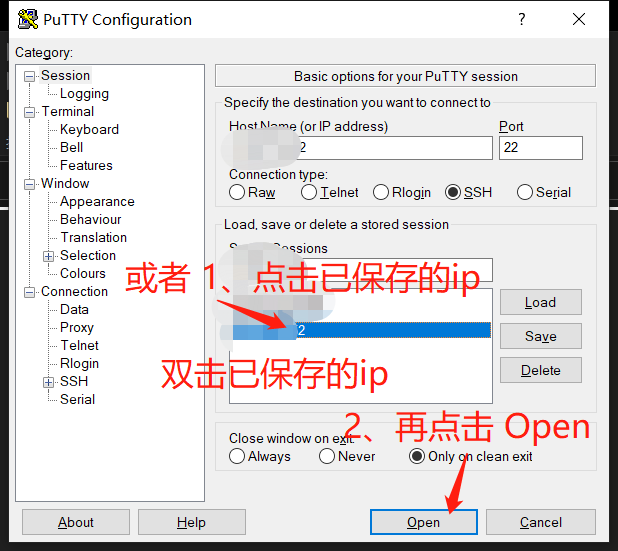 PuTTY Configuration
?
Category:
Session
Logging
Terminal
Keyboard
Bell
Features
Window
Appearance
Behaviour
Translation
Selection
Colours
Connection
Data
Proxy
Telnet
Rlogin
SSH
Serial
Basic options for your PuTTY session
Specify the destination you want to connect to
Host Name (or IP address)
Port
2
22
Connection type:
Raw Telnet Rlogin SSH Serial
Load, save or delete a stored session
Sessions
或者 1、点击已保存的ip
2
双击已保存的ip
Load
Save
Delete
2、再点击 Open
Close window on exit:
Always Never Only on clean exit
About Help Open Cancel